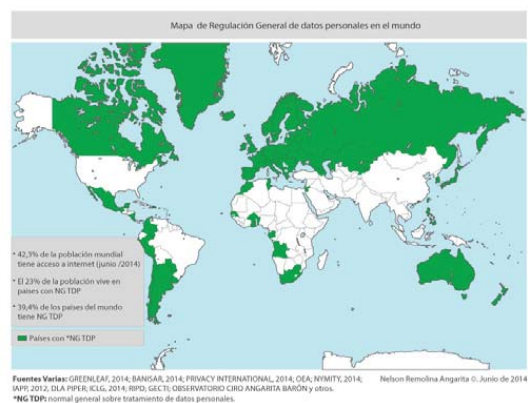 Mapa de Regulación General de datos personales en el mundo
• 42,3% de la población mundial
tiene acceso a internet (junio /2014)
• El 23% de la población vive en
países con NG TDP
• 39,4% de los países del mundo
tiene NG TDP
Países con *NG TDP
Fuentes Varias: GREENLEAF, 2014; BANISAR, 2014; PRIVACY INTERNATIONAL, 2014; OEA; NYMITY, 2014;
Nelson Remolina Angarita ©. Junio de 2014
IAPP, 2012, DLA PIPER; ICLG, 2014; RIPD; GECTI; OBSERVATORIO CIRO ANGARITA BARÓN y otros.
*NG TDP: normal general sobre tratamiento de datos personales.